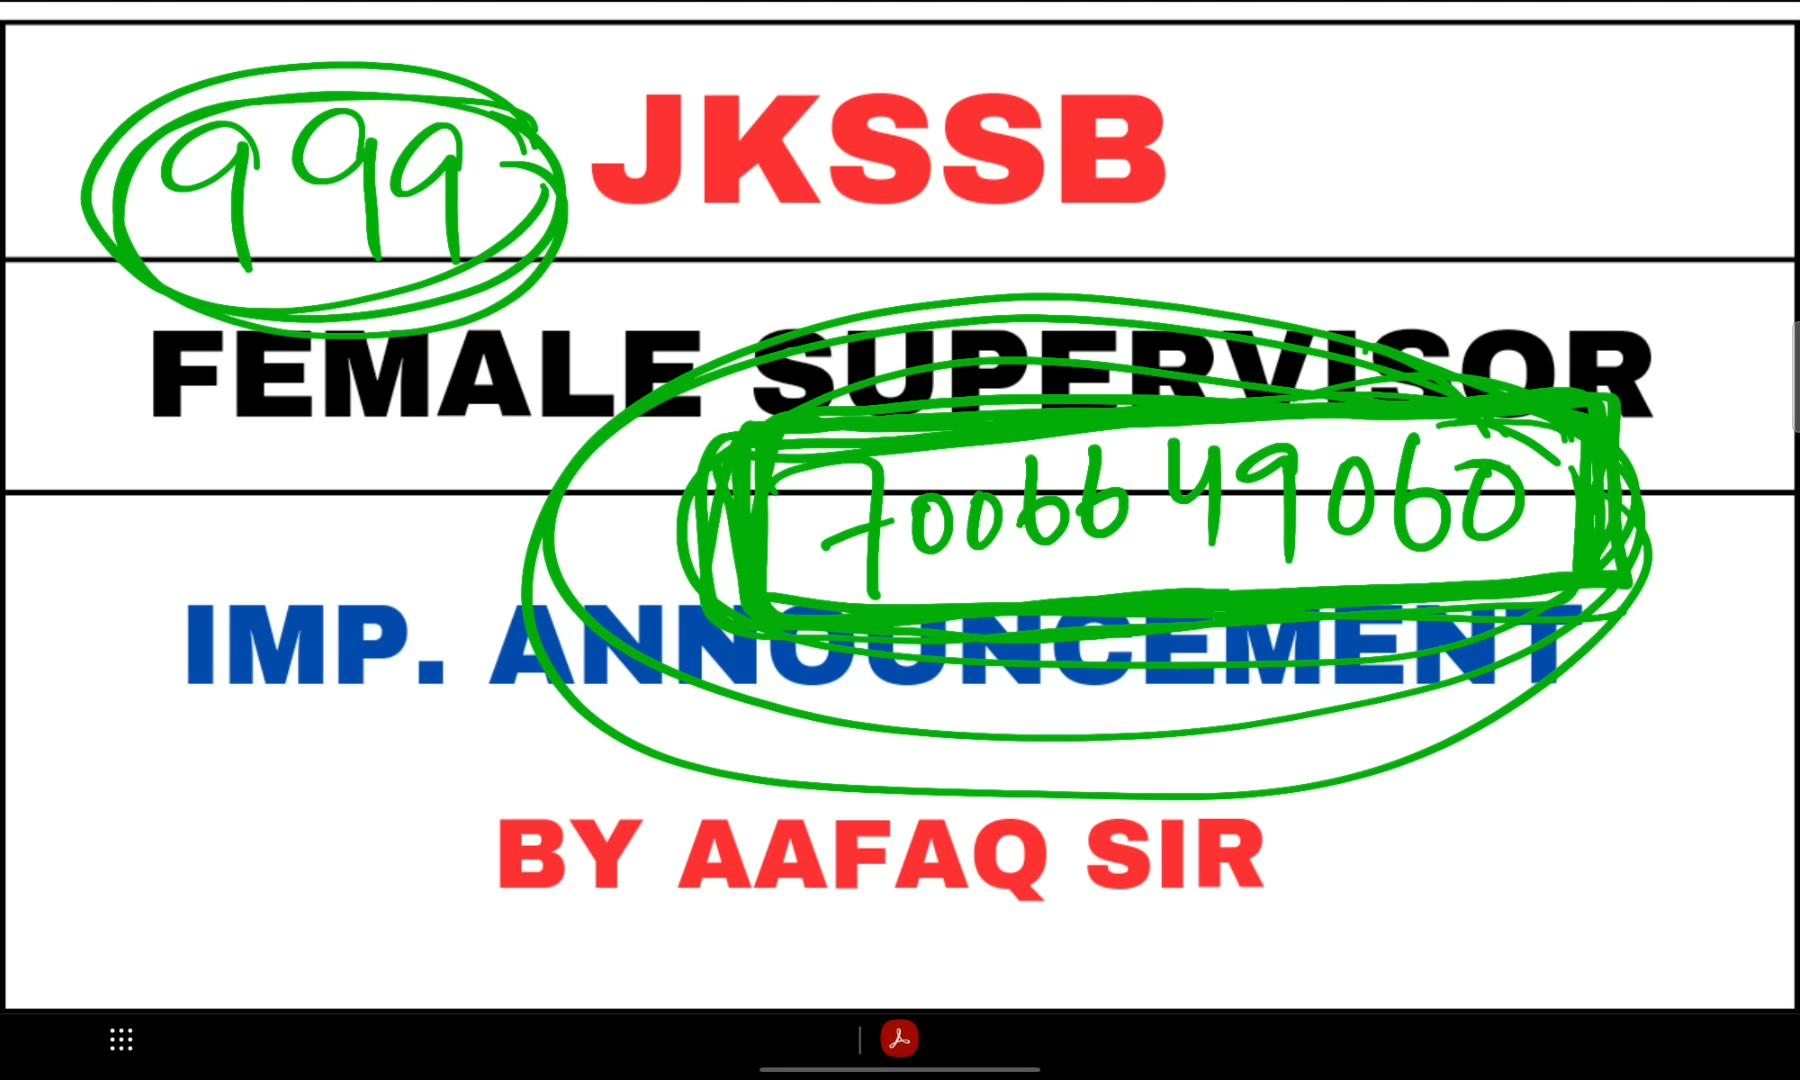 999 JKSSB
FEMALE SUPERVISOR
7006649060
IMP. ANNOUNCEMENT
BY AAFAQ SIR